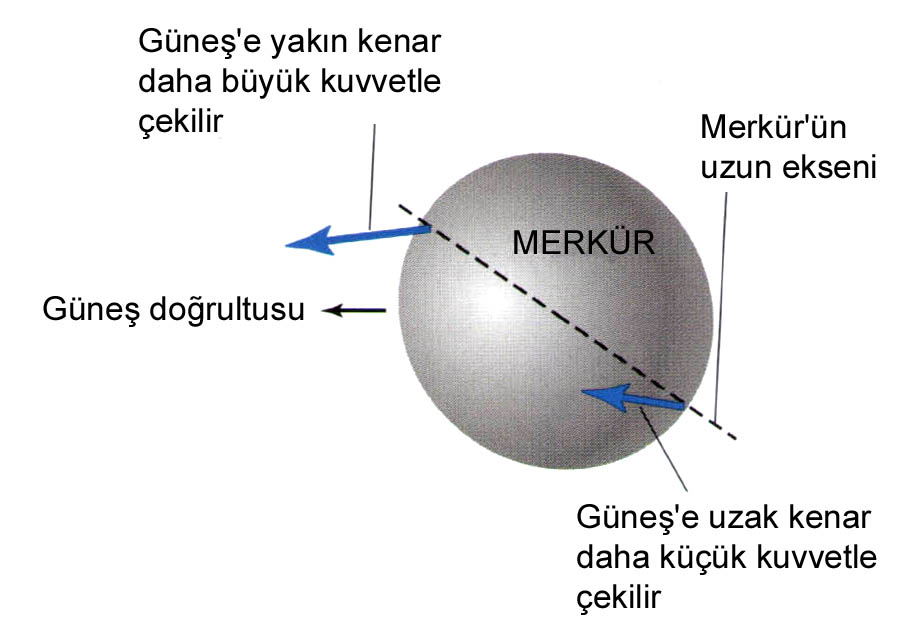 Güneş'e yakın kenar
daha büyük kuvvetle
çekilir
Merkür'ün
uzun ekseni
MERKÜR
Güneş doğrultusu
Güneş'e uzak kenar
daha küçük kuvvetle
çekilir